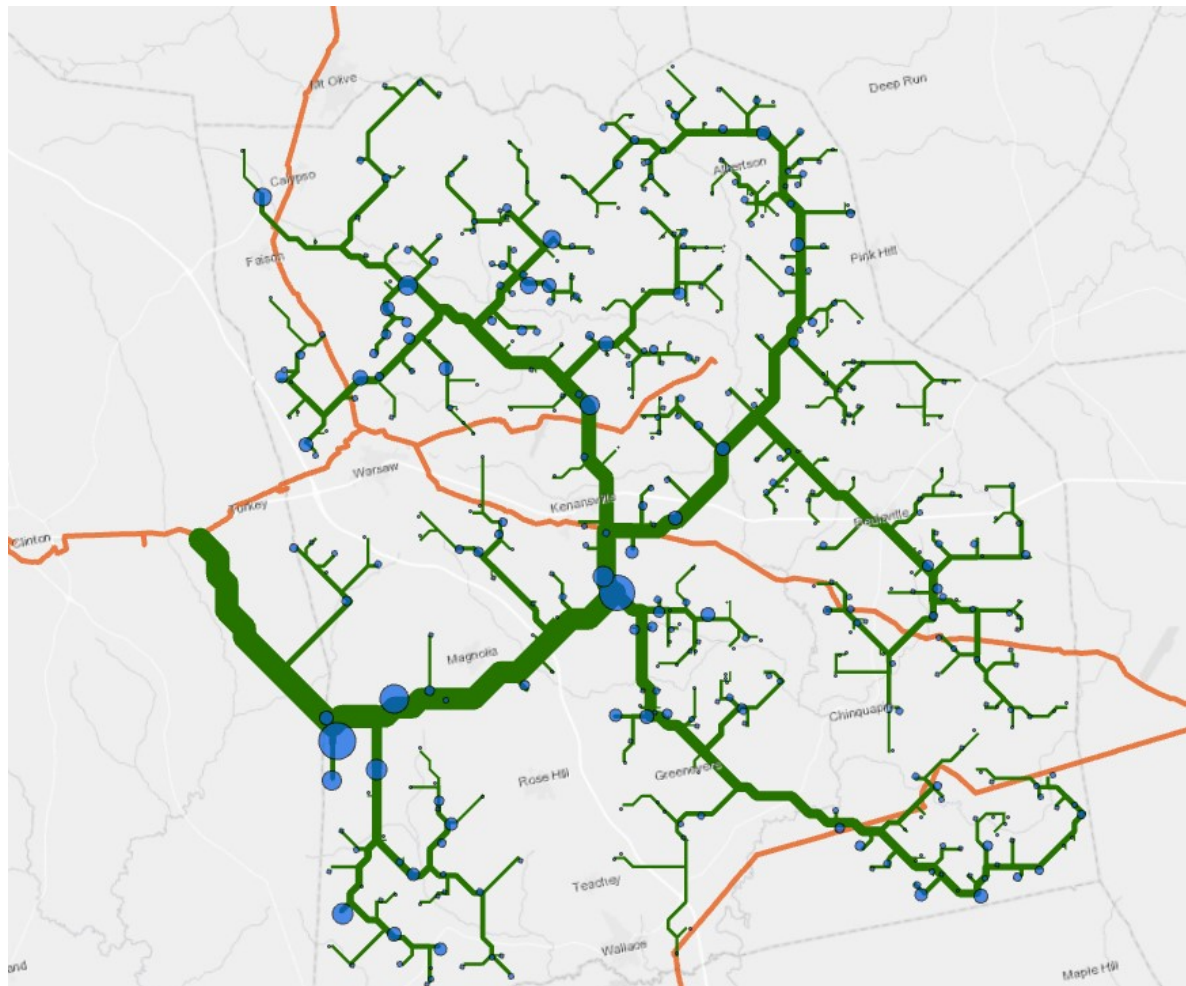 Mt Olive
Deep Run
Albertson
Calypso
Faison
Pink Hill
Warsaw
Kenansville
Turkey
Beulaville
Clinton
Magnolia
Chinquapin
Rose Hill
Greenevers
Teachey
Wallace
Maple Hill
and